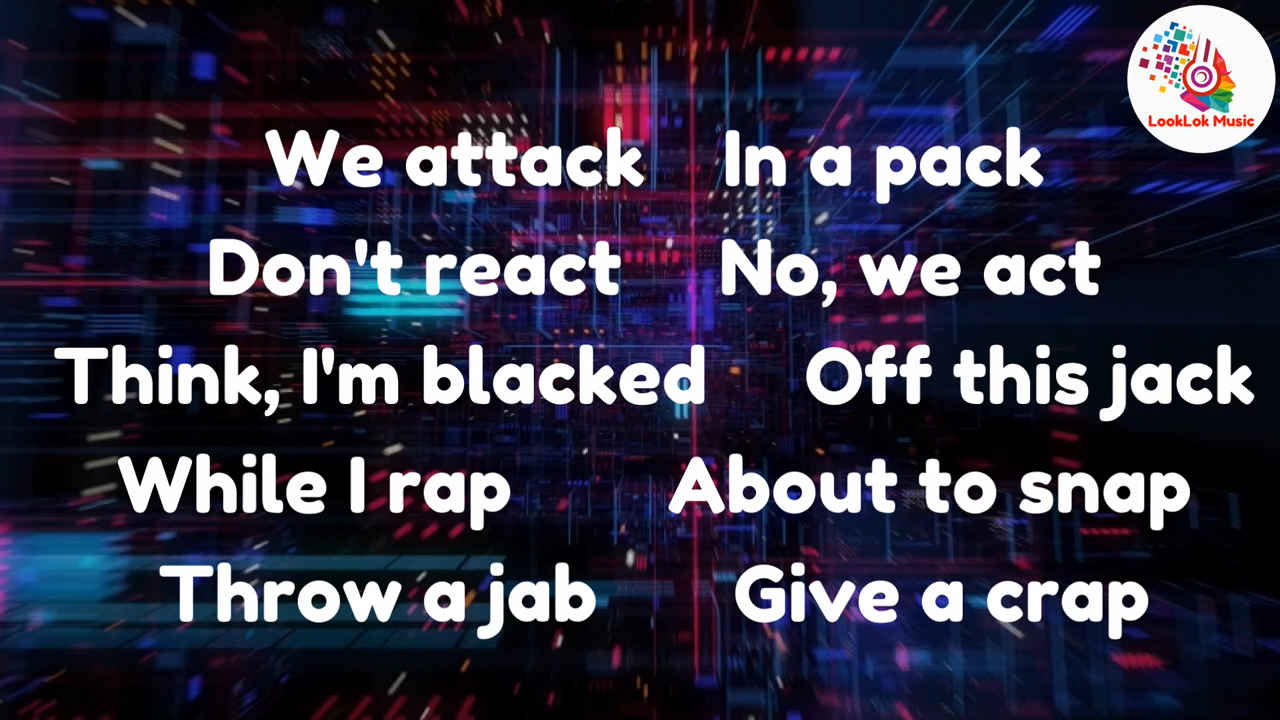 LookLok Music
We attack In a pack
Don't react No, we act
Think, I'm blacked Off this jack
While I rap About to snap
Throw a jab Give a crap